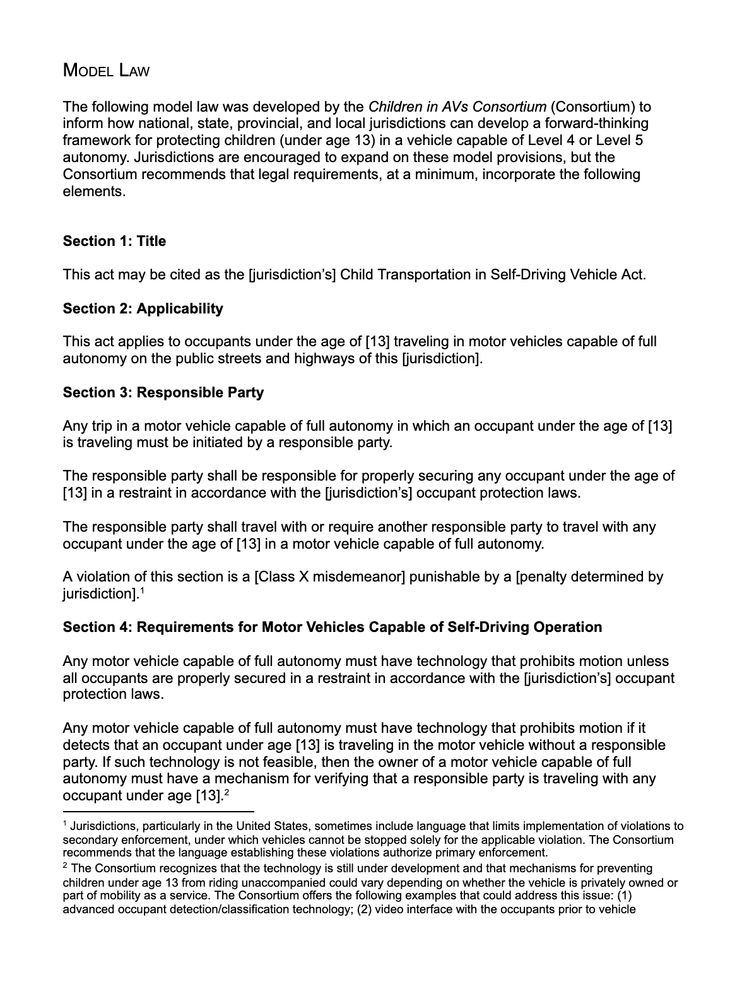 MODEL LAW
The following model law was developed by the Children in AVs Consortium (Consortium) to
inform how national, state, provincial, and local jurisdictions can develop a forward-thinking
framework for protecting children (under age 13) in a vehicle capable of Level 4 or Level 5
autonomy. Jurisdictions are encouraged to expand on these model provisions, but the
Consortium recommends that legal requirements, at a minimum, incorporate the following
elements.
Section 1: Title
This act may be cited as the [jurisdiction’s] Child Transportation in Self-Driving Vehicle Act.
Section 2: Applicability
This act applies to occupants under the age of [13] traveling in motor vehicles capable of full
autonomy on the public streets and highways of this [jurisdiction].
Section 3: Responsible Party
Any trip in a motor vehicle capable of full autonomy in which an occupant under the age of [13]
is traveling must be initiated by a responsible party.
The responsible party shall be responsible for properly securing any occupant under the age of
[13] in a restraint in accordance with the [jurisdiction’s] occupant protection laws.
The responsible party shall travel with or require another responsible party to travel with any
occupant under the age of [13] in a motor vehicle capable of full autonomy.
A violation of this section is a [Class X misdemeanor] punishable by a [penalty determined by
jurisdiction].¹
Section 4: Requirements for Motor Vehicles Capable of Self-Driving Operation
Any motor vehicle capable of full autonomy must have technology that prohibits motion unless
all occupants are properly secured in a restraint in accordance with the [jurisdiction’s] occupant
protection laws.
Any motor vehicle capable of full autonomy must have technology that prohibits motion if it
detects that an occupant under age [13] is traveling in the motor vehicle without a responsible
party. If such technology is not feasible, then the owner of a motor vehicle capable of full
autonomy must have a mechanism for verifying that a responsible party is traveling with any
occupant under age [13].²
¹ Jurisdictions, particularly in the United States, sometimes include language that limits implementation of violations to
secondary enforcement, under which vehicles cannot be stopped solely for the applicable violation. The Consortium
recommends that the language establishing these violations authorize primary enforcement.
² The Consortium recognizes that the technology is still under development and that mechanisms for preventing
children under age 13 from riding unaccompanied could vary depending on whether the vehicle is privately owned or
part of mobility as a service. The Consortium offers the following examples that could address this issue: (1)
advanced occupant detection/classification technology; (2) video interface with the occupants prior to vehicle